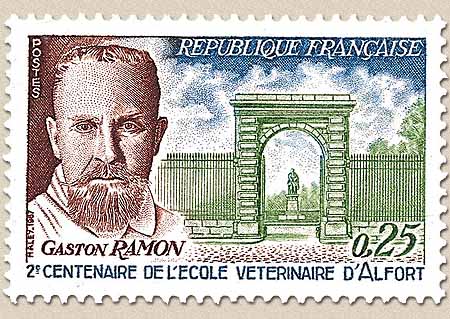 POSTES
REPUBLIQUE FRANÇAISE
HALEY.1967
GASTON RAMON
0,25
2e CENTENAIRE DE L'ECOLE VETERINAIRE D'ALFORT